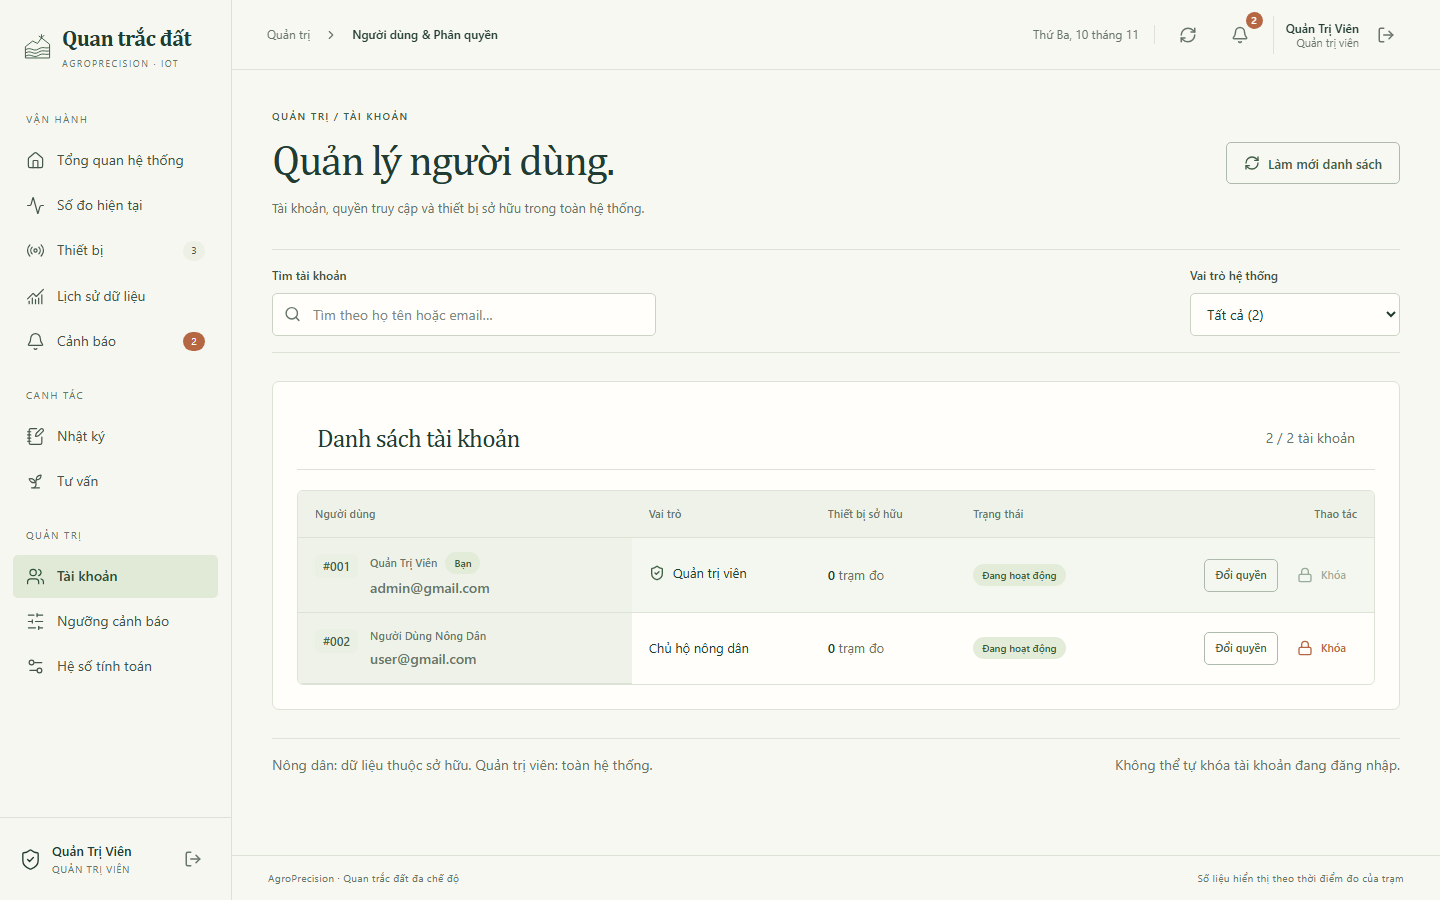 Quan trắc đất
AGROPRECISION · IOT
VẬN HÀNH
Tổng quan hệ thống
Số đo hiện tại
Thiết bị
3
Lịch sử dữ liệu
Cảnh báo
2
CANH TÁC
Nhật ký
Tư vấn
QUẢN TRỊ
Tài khoản
Ngưỡng cảnh báo
Hệ số tính toán
Quản Trị Viên
QUẢN TRỊ VIÊN
Quản trị
Người dùng & Phân quyền
Thứ Ba, 10 tháng 11
2
Quản Trị Viên
Quản trị viên
QUẢN TRỊ / TÀI KHOẢN
Quản lý người dùng.
Tài khoản, quyền truy cập và thiết bị sở hữu trong toàn hệ thống.
Làm mới danh sách
Tìm tài khoản
Tìm theo họ tên hoặc email...
Vai trò hệ thống
Tất cả (2)
Danh sách tài khoản
2 / 2 tài khoản
Người dùng Vai trò Thiết bị sở hữu Trạng thái Thao tác
#001 Quản Trị Viên Bạn
admin@gmail.com
Quản trị viên
0 trạm đo
Đang hoạt động
Đổi quyền
Khóa
#002 Người Dùng Nông Dân
user@gmail.com
Chủ hộ nông dân
0 trạm đo
Đang hoạt động
Đổi quyền
Khóa
Nông dân: dữ liệu thuộc sở hữu. Quản trị viên: toàn hệ thống.
Không thể tự khóa tài khoản đang đăng nhập.
AgroPrecision · Quan trắc đất đa chế độ
Số liệu hiển thị theo thời điểm đo của trạm